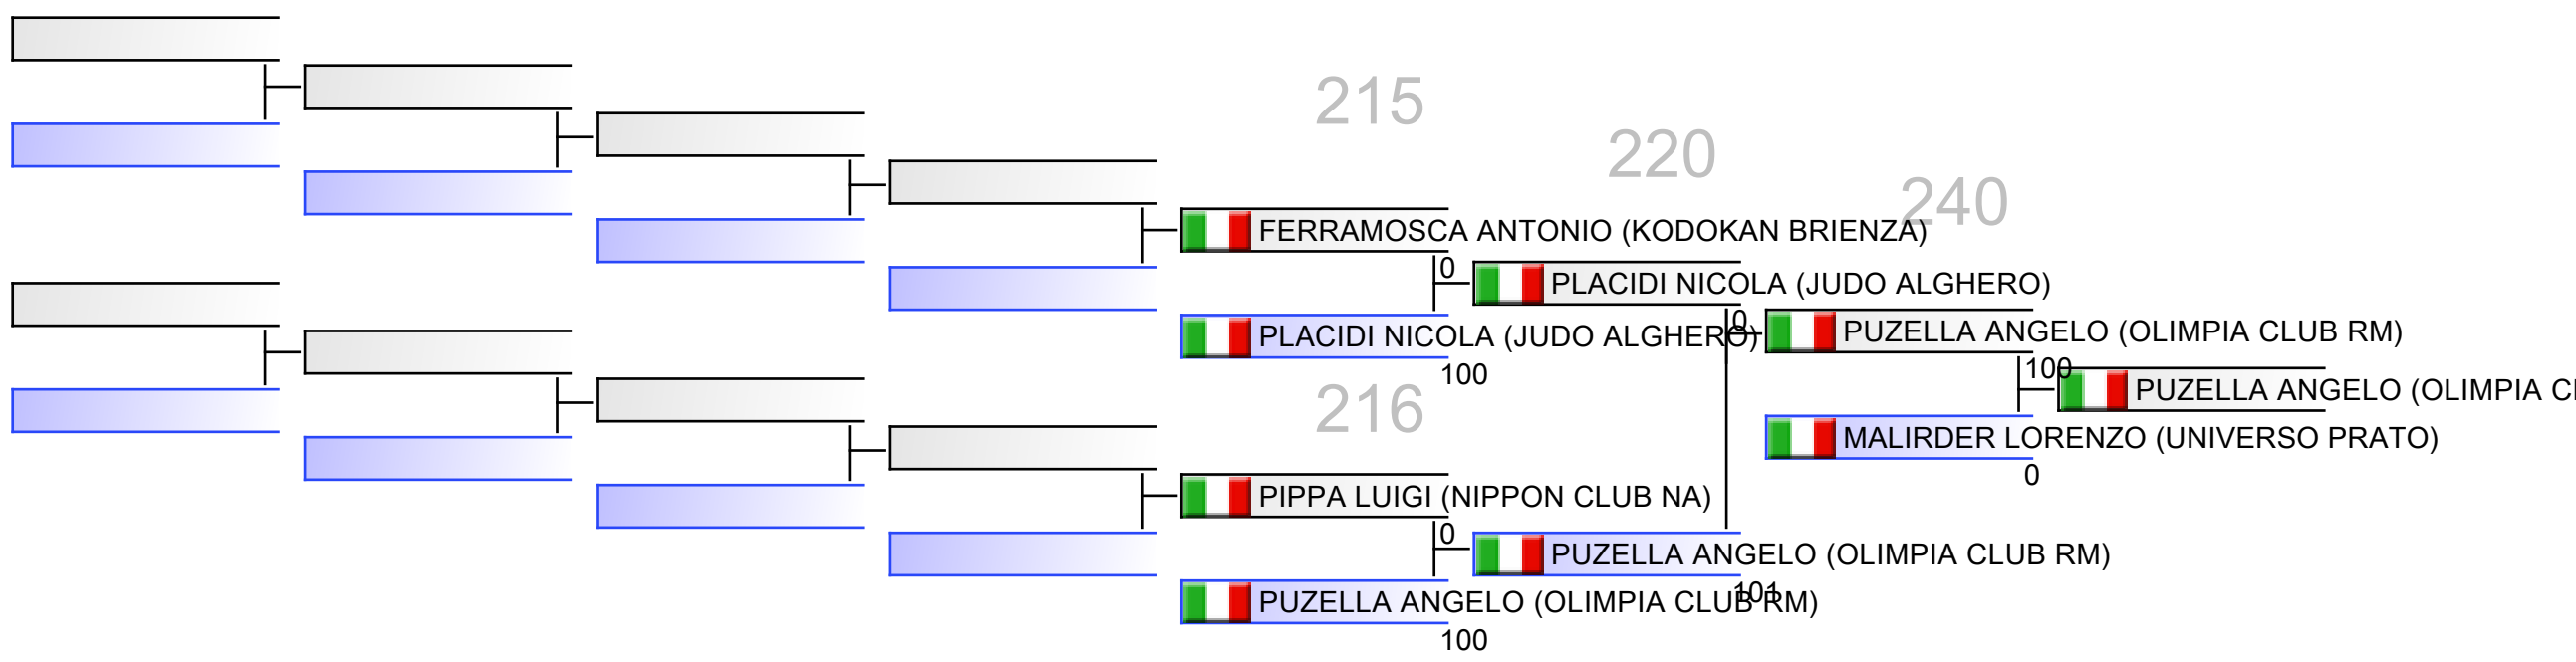 215
220
240
FERRAMOSCA ANTONIO (KODOKAN BRIENZA)
0
PLACIDI NICOLA (JUDO ALGHERO)
PLACIDI NICOLA (JUDO ALGHERO)
100
0
PUZELLA ANGELO (OLIMPIA CLUB RM)
100
PUZELLA ANGELO (OLIMPIA C
MALIRDER LORENZO (UNIVERSO PRATO)
0
216
PIPPA LUIGI (NIPPON CLUB NA)
0
PUZELLA ANGELO (OLIMPIA CLUB RM)
101
PUZELLA ANGELO (OLIMPIA CLUB RM)
100